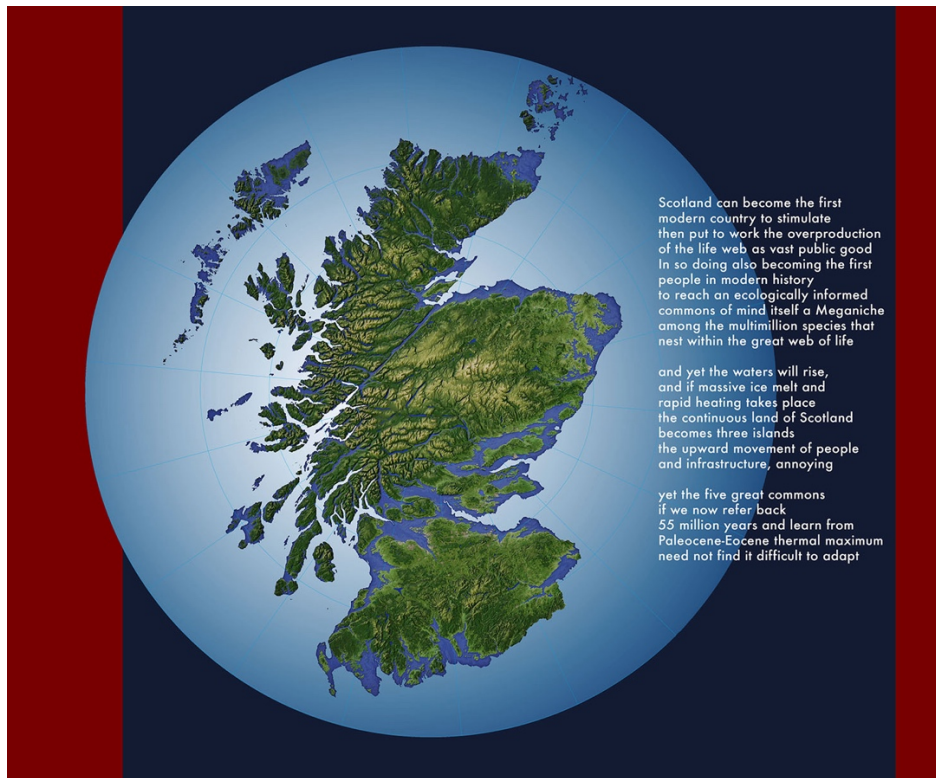 Scotland can become the first
modern country to stimulate
then put to work the overproduction
of the life web as vast public good
In so doing also becoming the first
people in modern history
to reach an ecologically informed
commons of mind itself a Meganiche
among the multimillion species that
nest within the great web of life
and yet the waters will rise,
and if massive ice melt and
rapid heating takes place
the continuous land of Scotland
becomes three islands
the upward movement of people
and infrastructure, annoying
yet the five great commons
if we now refer back
55 million years and learn from
Paleocene-Eocene thermal maximum
need not find it difficult to adapt